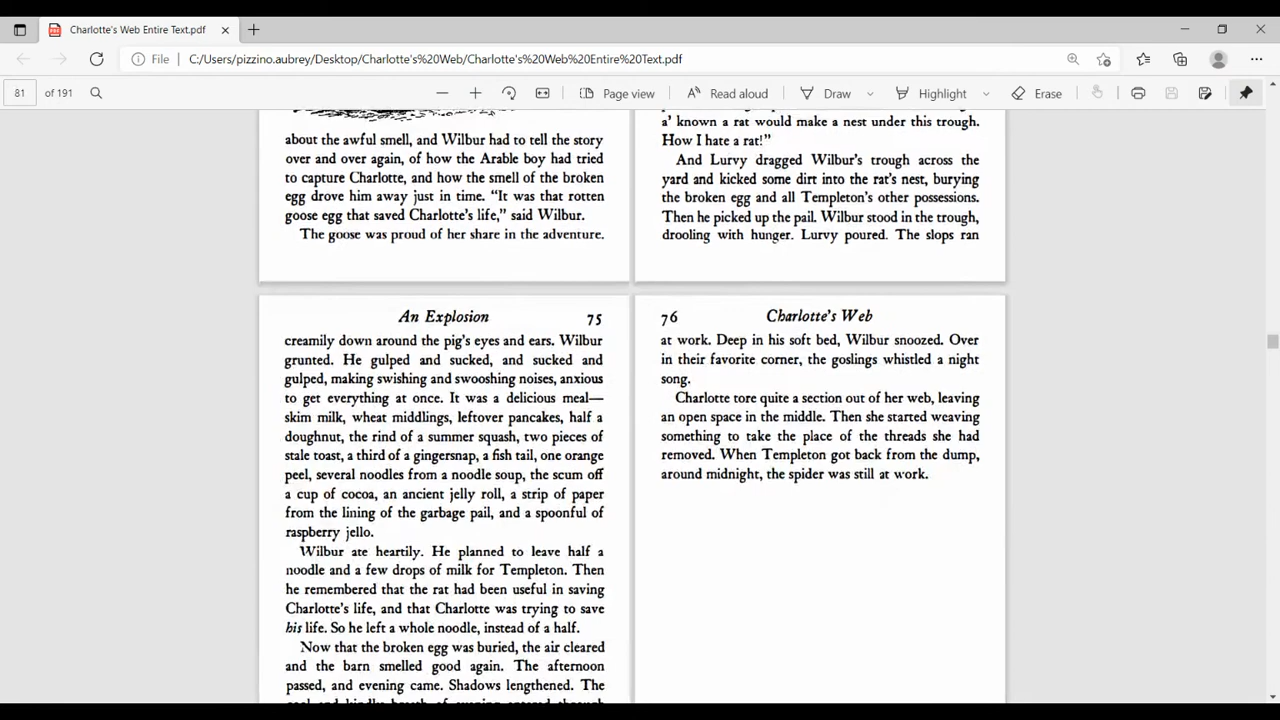 Charlotte's Web Entire Text.pdf
File C:/Users/pizzino.aubrey/Desktop/Charlotte's%20Web/Charlotte's%20Web%20Entire%20Text.pdf
81 of 191 Page view Read aloud Draw Highlight Erase
about the awful smell, and Wilbur had to tell the story
over and over again, of how the Arable boy had tried
to capture Charlotte, and how the smell of the broken
egg drove him away just in time. “It was that rotten
goose egg that saved Charlotte's life,” said Wilbur.
The goose was proud of her share in the adventure.
a' known a rat would make a nest under this trough.
How I hate a rat!”
And Lurvy dragged Wilbur's trough across the
yard and kicked some dirt into the rat's nest, burying
the broken egg and all Templeton's other possessions.
Then he picked up the pail. Wilbur stood in the trough,
drooling with hunger. Lurvy poured. The slops ran
An Explosion 75
creamily down around the pig's eyes and ears. Wilbur
grunted. He gulped and sucked, and sucked and
gulped, making swishing and swooshing noises, anxious
to get everything at once. It was a delicious meal—
skim milk, wheat middlings, leftover pancakes, half a
doughnut, the rind of a summer squash, two pieces of
stale toast, a third of a gingersnap, a fish tail, one orange
peel, several noodles from a noodle soup, the scum off
a cup of cocoa, an ancient jelly roll, a strip of paper
from the lining of the garbage pail, and a spoonful of
raspberry jello.
Wilbur ate heartily. He planned to leave half a
noodle and a few drops of milk for Templeton. Then
he remembered that the rat had been useful in saving
Charlotte's life, and that Charlotte was trying to save
his life. So he left a whole noodle, instead of a half.
Now that the broken egg was buried, the air cleared
and the barn smelled good again. The afternoon
passed, and evening came. Shadows lengthened. The
76 Charlotte's Web
at work. Deep in his soft bed, Wilbur snoozed. Over
in their favorite corner, the goslings whistled a night
song.
Charlotte tore quite a section out of her web, leaving
an open space in the middle. Then she started weaving
something to take the place of the threads she had
removed. When Templeton got back from the dump,
around midnight, the spider was still at work.